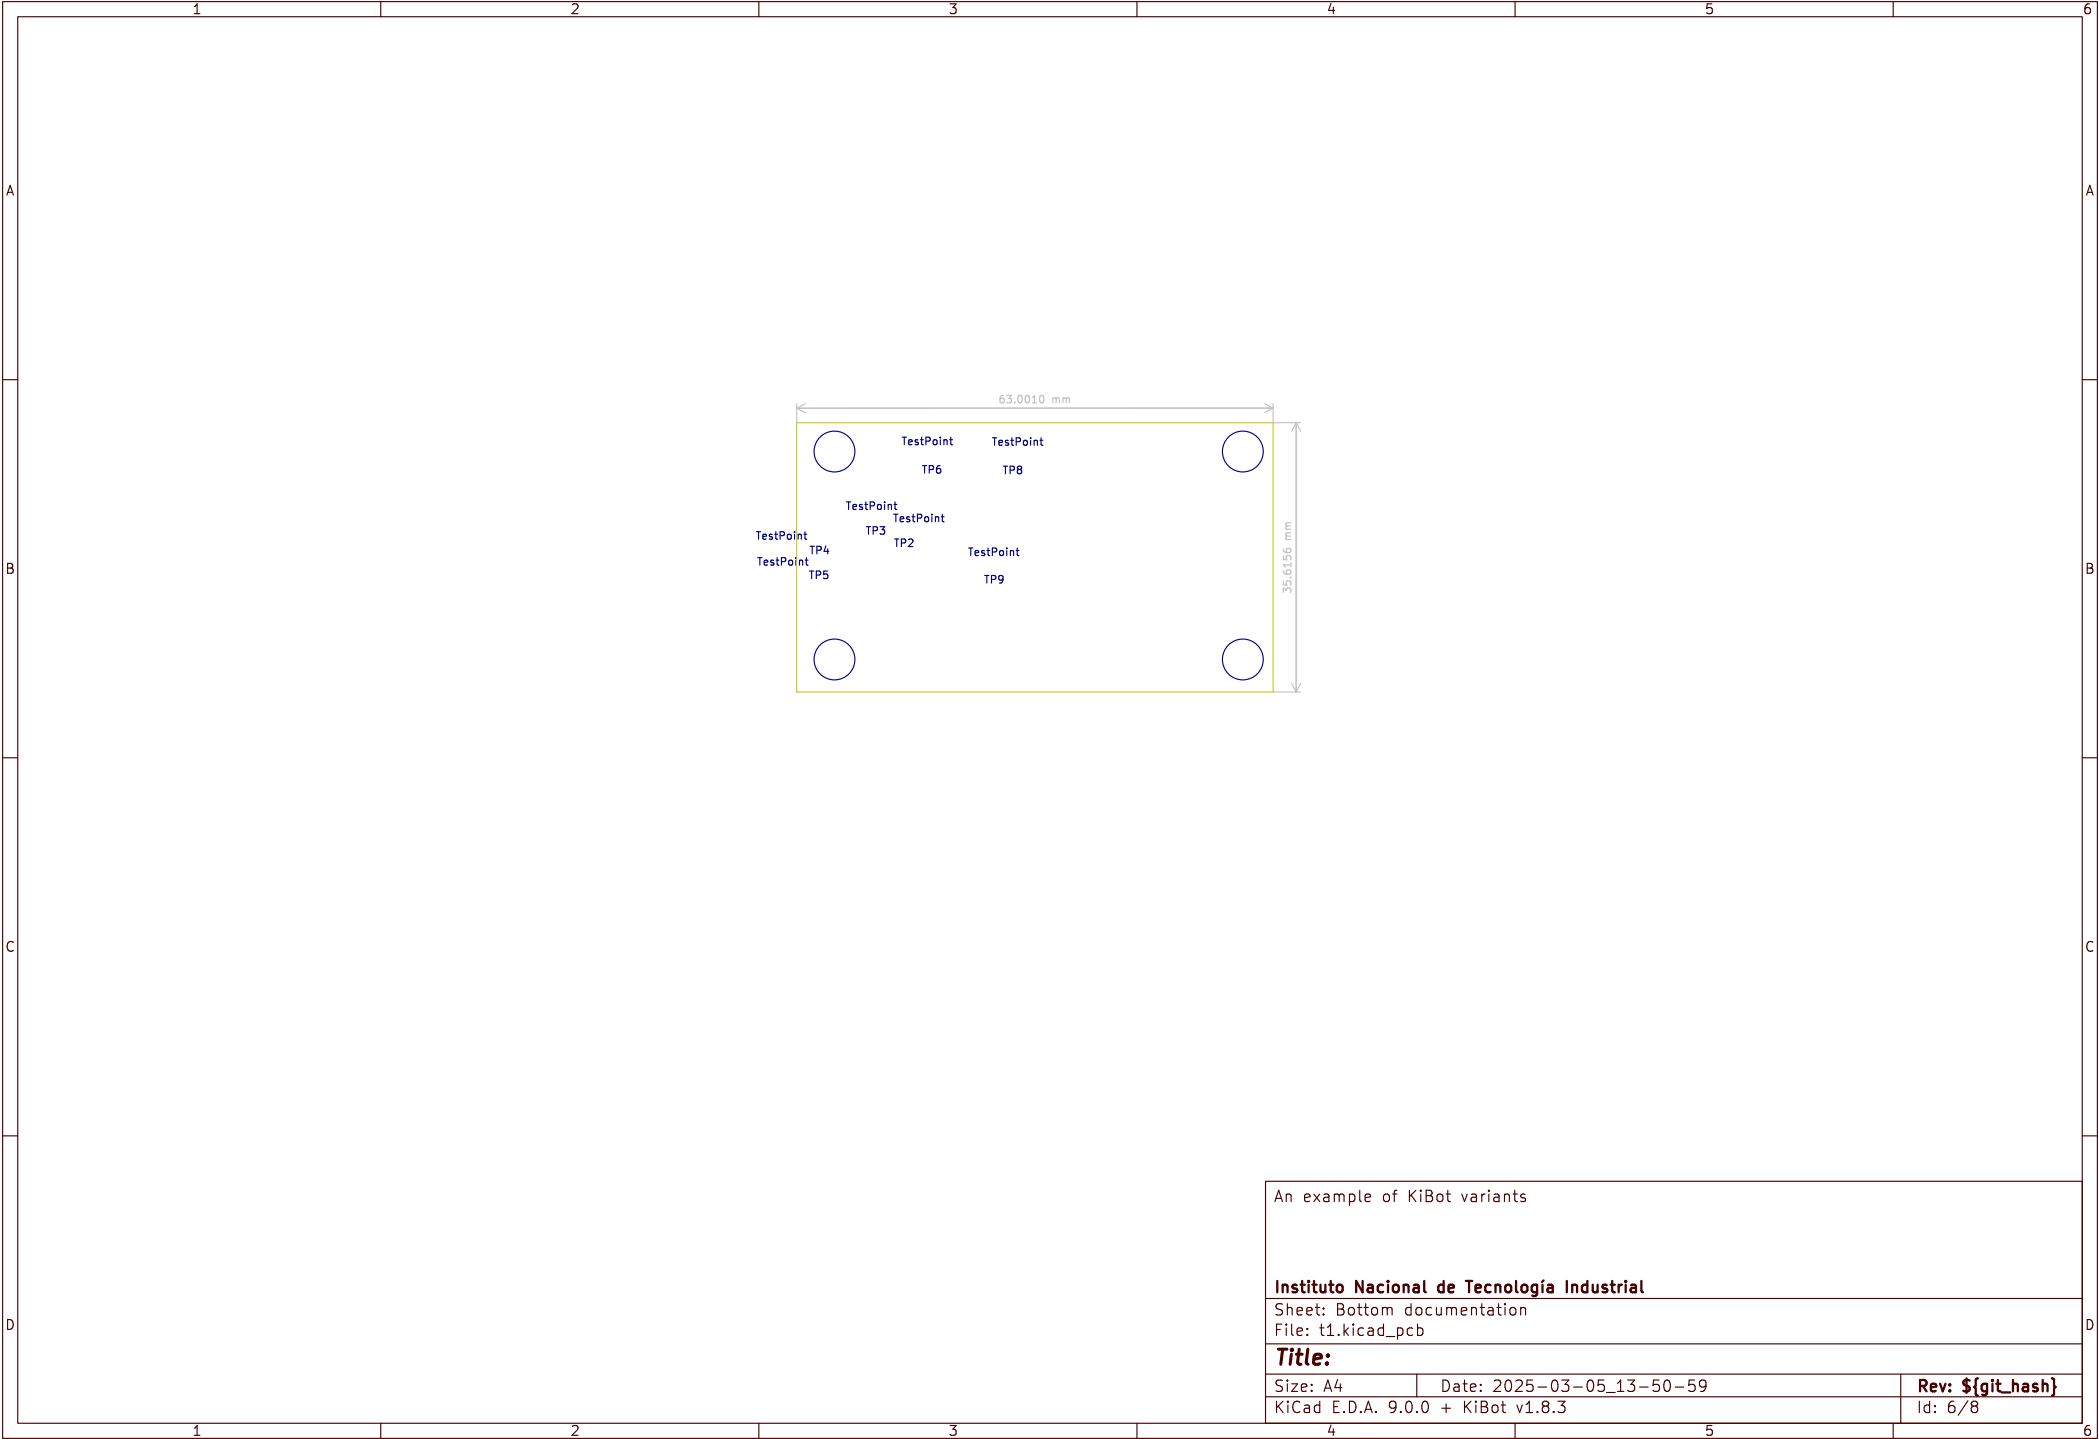 1 2 3 4 5 6
A A
63.0010 mm
TestPoint TestPoint
TP6 TP8
TestPoint
TestPoint
TP3
TestPoint
TP2
TP4
TestPoint
TestPoint
35.6156 mm
B B
TP5
TP9
C C
An example of KiBot variants
Instituto Nacional de Tecnología Industrial
Sheet: Bottom documentation
D D
File: t1.kicad_pcb
Title:
Size: A4 Date: 2025-03-05_13-50-59 Rev: ${git_hash}
KiCad E.D.A. 9.0.0 + KiBot v1.8.3 Id: 6/8
1 2 3 4 5 6